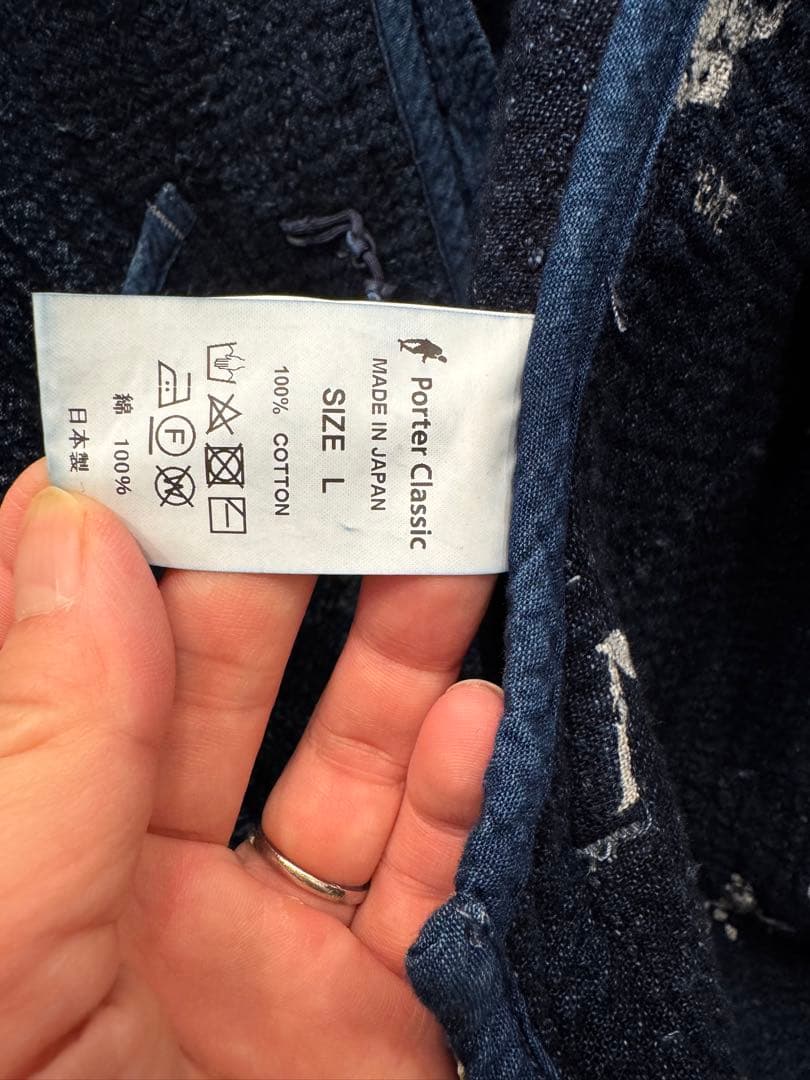 Porter Classic
MADE IN JAPAN
SIZE L
100% COTTON
F
W
綿 100%
日本製